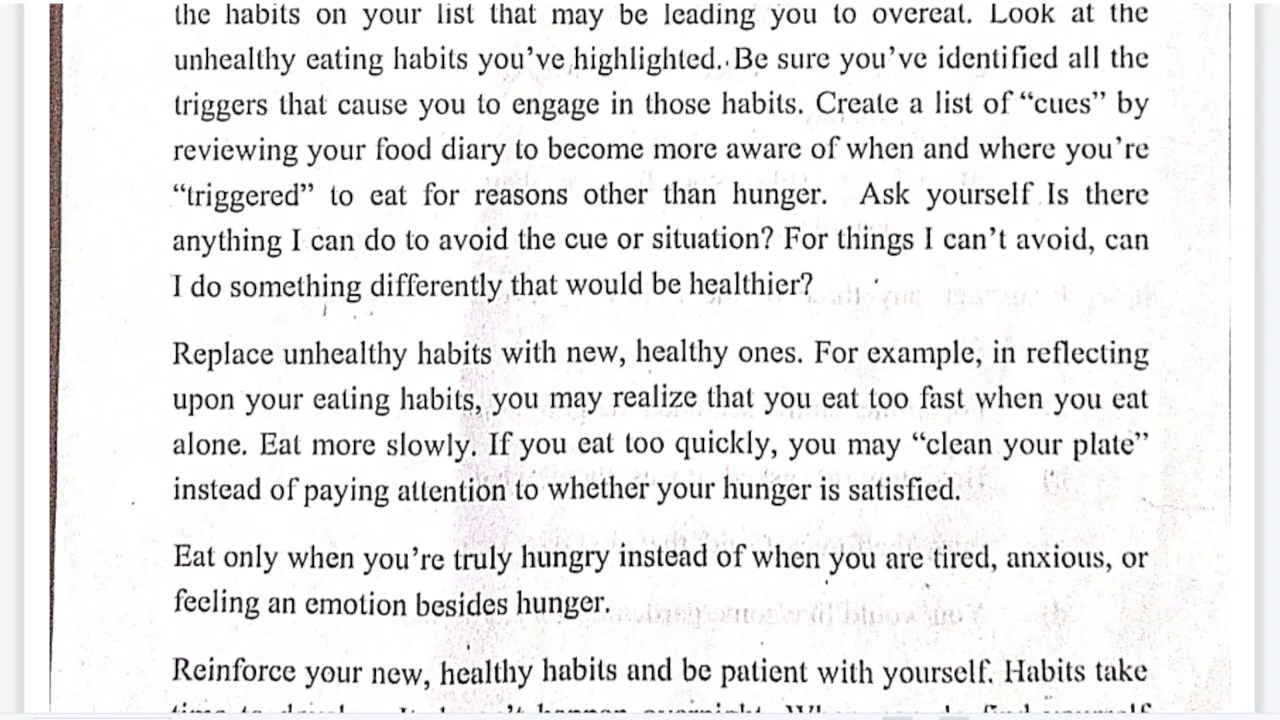 the habits on your list that may be leading you to overeat. Look at the
unhealthy eating habits you've highlighted. Be sure you've identified all the
triggers that cause you to engage in those habits. Create a list of “cues” by
reviewing your food diary to become more aware of when and where you're
“triggered” to eat for reasons other than hunger. Ask yourself Is there
anything I can do to avoid the cue or situation? For things I can't avoid, can
I do something differently that would be healthier?
Replace unhealthy habits with new, healthy ones. For example, in reflecting
upon your eating habits, you may realize that you eat too fast when you eat
alone. Eat more slowly. If you eat too quickly, you may “clean your plate”
instead of paying attention to whether your hunger is satisfied.
Eat only when you're truly hungry instead of when you are tired, anxious, or
feeling an emotion besides hunger.
Reinforce your new, healthy habits and be patient with yourself. Habits take